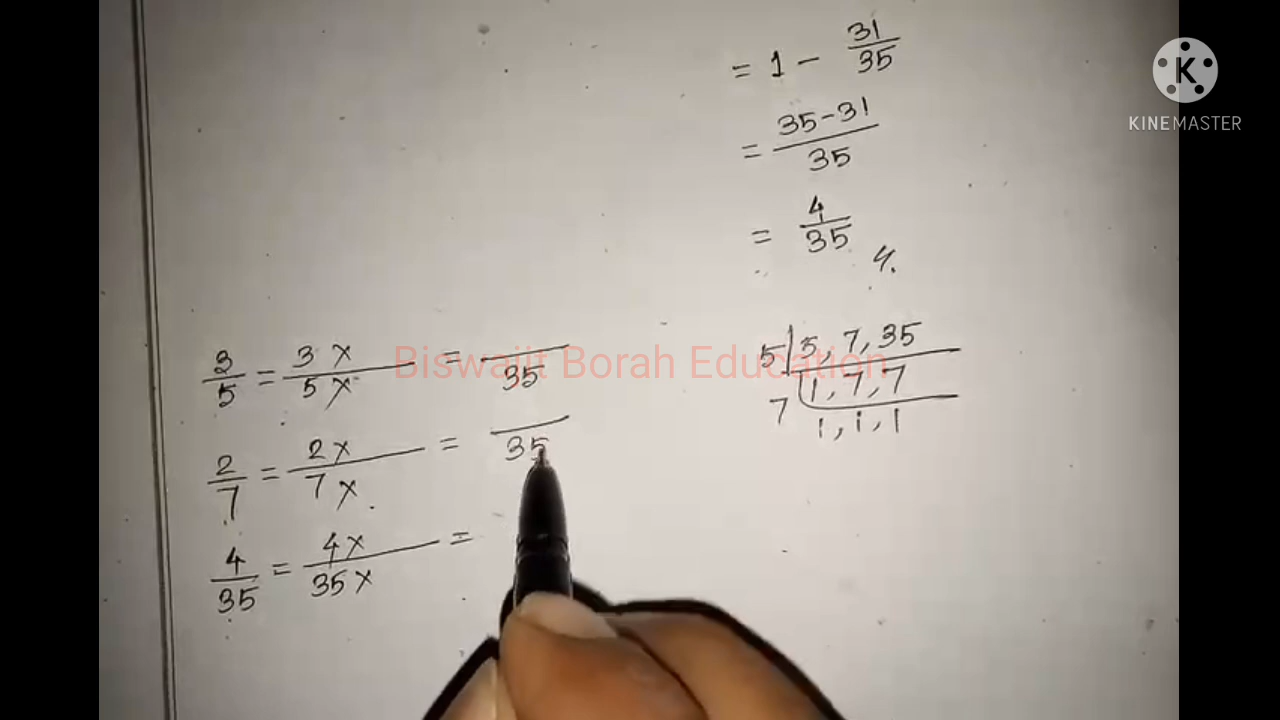 = 1 - 31/35
= 35-31/35
= 4/35
4.
K
KINEMASTER
3/5 = 3 ×/5 × = /35
2/7 = 2×/7 × = /35
4/35 = 4×/35× =
Biswajit Borah Education
5 | 5, 7, 35
7 | 1, 7, 7
1, 1, 1